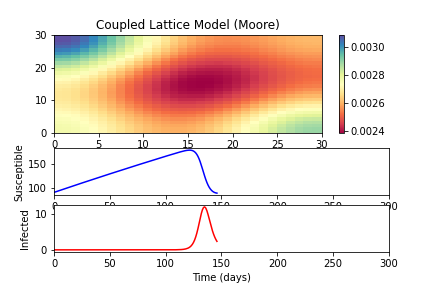 Coupled Lattice Model (Moore)
30
20
10
0
0 5 10 15 20 25 30
0.0030
0.0028
0.0026
0.0024
Susceptible
150
100
0 50 100 150 200 250 300
Infected
10
0
0 50 100 150 200 250 300
Time (days)